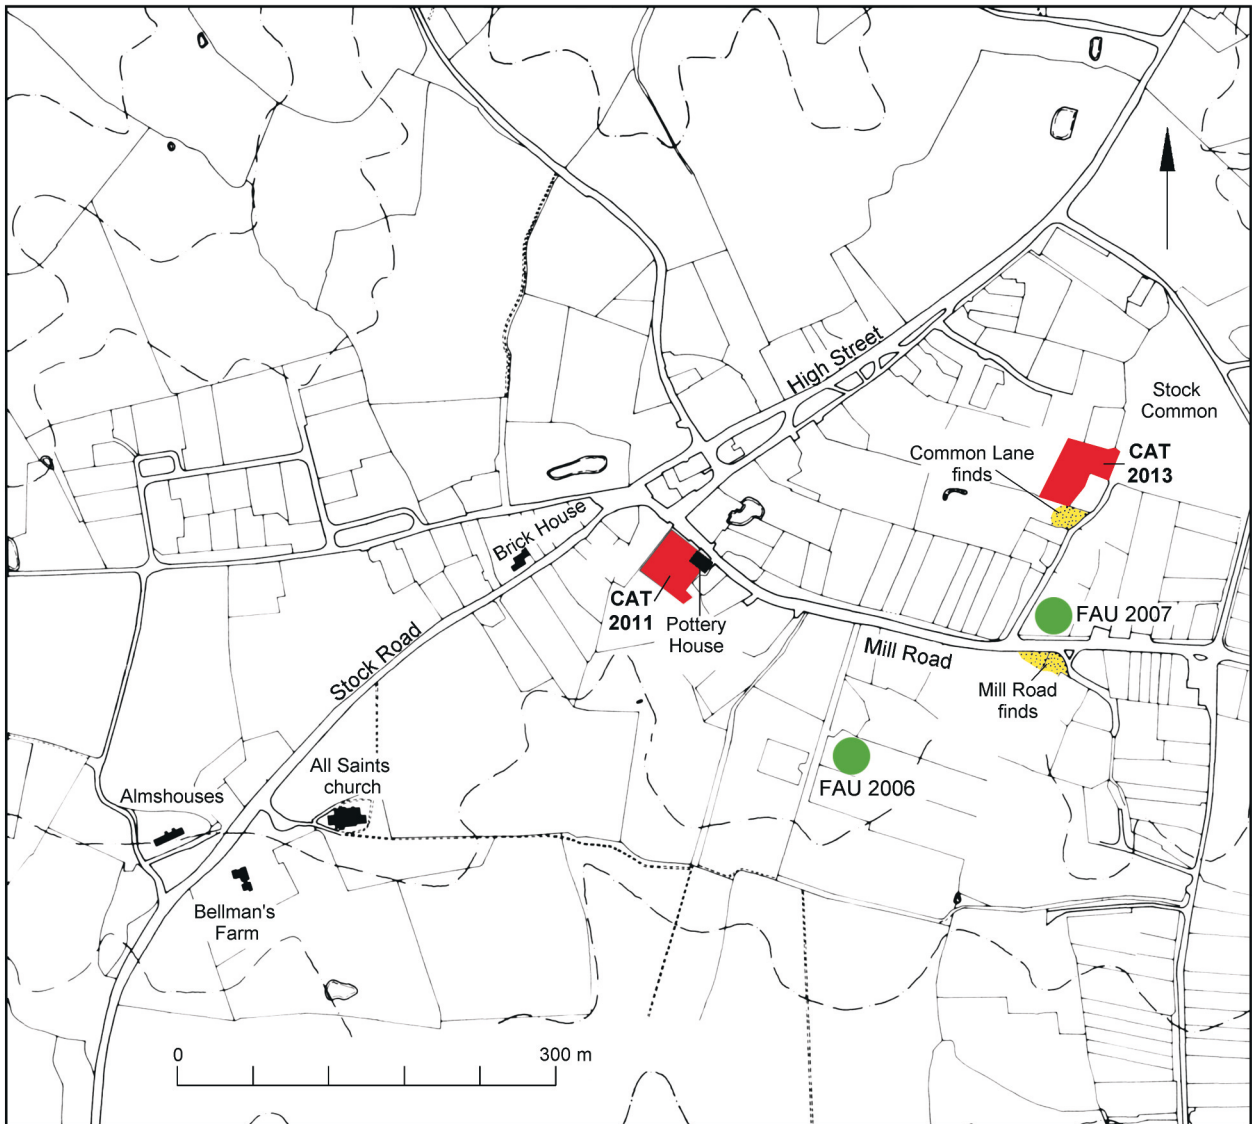 High Street
Stock
Common
Common Lane
finds
CAT
2013
Brick House
CAT
2011
Pottery
House
FAU 2007
Stock Road
Mill Road
Mill Road
finds
All Saints
church
FAU 2006
Almshouses
Bellman's
Farm
0
300 m